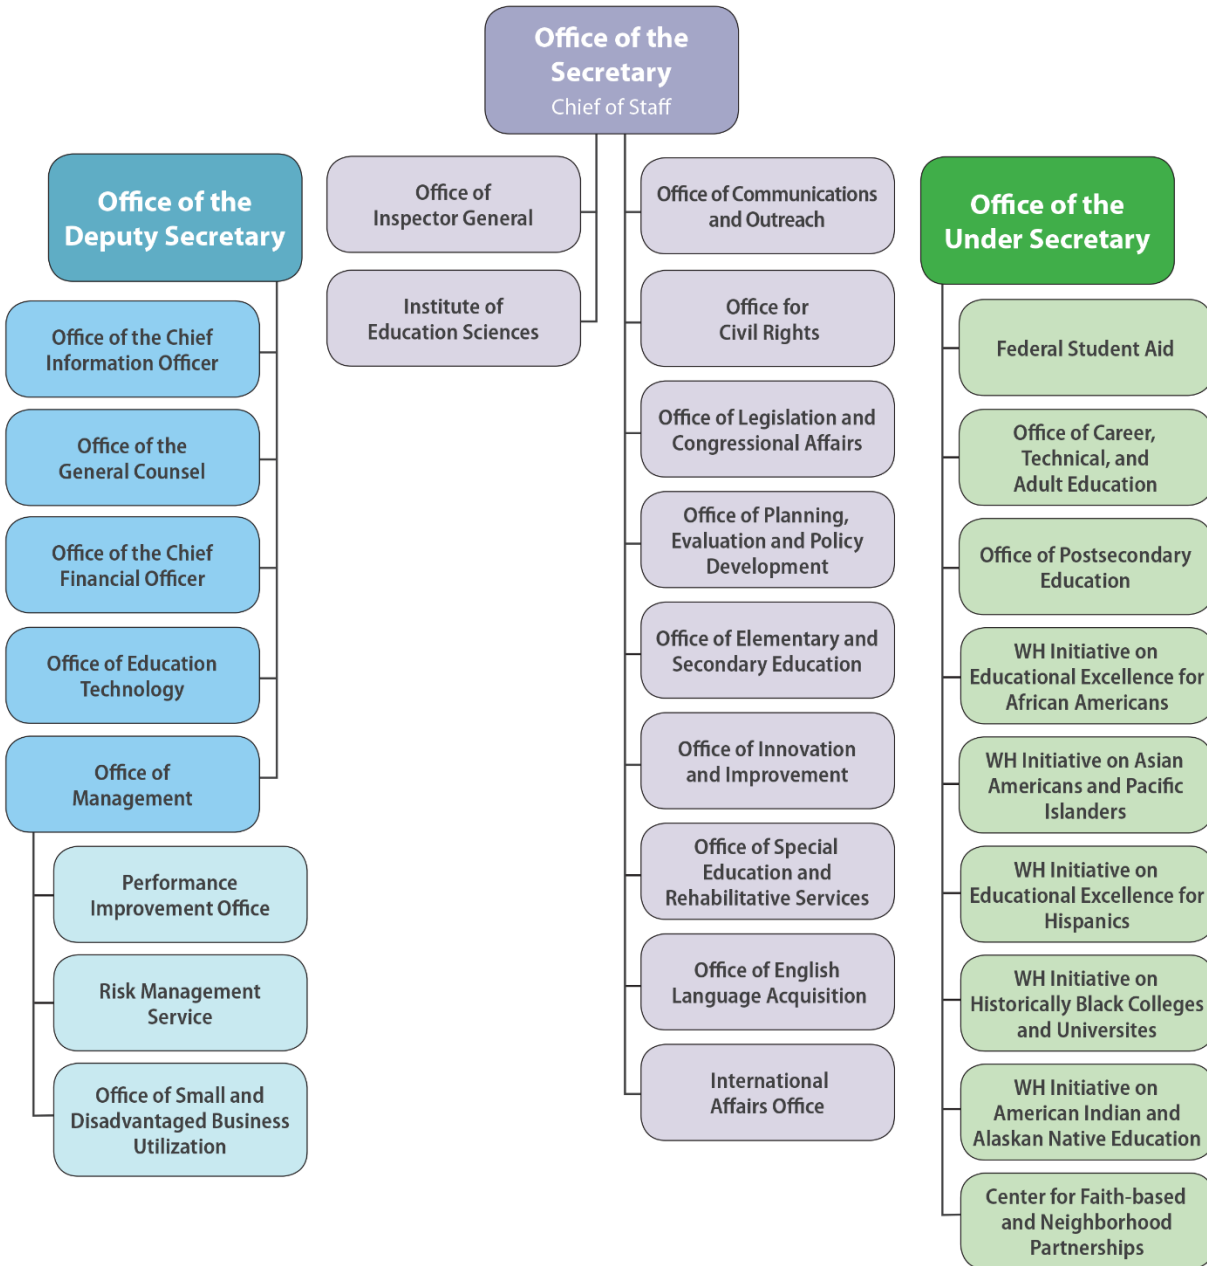 Office of the
Secretary
Chief of Staff
Office of the
Deputy Secretary
Office of the Chief
Information Officer
Office of the
General Counsel
Office of the Chief
Financial Officer
Office of Education
Technology
Office of
Management
Performance
Improvement Office
Risk Management
Service
Office of Small and
Disadvantaged Business
Utilization
Office of
Inspector General
Institute of
Education Sciences
Office of Communications
and Outreach
Office for
Civil Rights
Office of Legislation and
Congressional Affairs
Office of Planning,
Evaluation and Policy
Development
Office of Elementary and
Secondary Education
Office of Innovation
and Improvement
Office of Special
Education and
Rehabilitative Services
Office of English
Language Acquisition
International
Affairs Office
Office of the
Under Secretary
Federal Student Aid
Office of Career,
Technical, and
Adult Education
Office of Postsecondary
Education
WH Initiative on
Educational Excellence for
African Americans
WH Initiative on Asian
Americans and Pacific
Islanders
WH Initiative on
Educational Excellence for
Hispanics
WH Initiative on
Historically Black Colleges
and Universites
WH Initiative on
American Indian and
Alaskan Native Education
Center for Faith-based
and Neighborhood
Partnerships